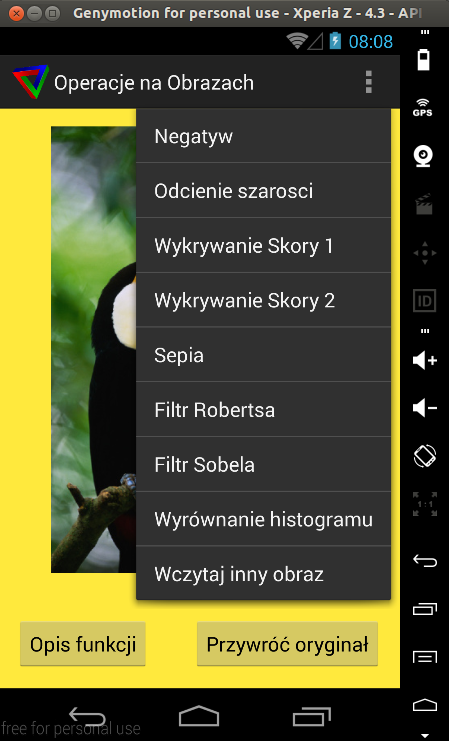 Genymotion for personal use - Xperia Z - 4.3 - API
08:08
Operacje na Obrazach
GPS
Negatyw
Odcienie szarosci
Wykrywanie Skory 1
Wykrywanie Skory 2
ID
Sepia
Filtr Robertsa
Filtr Sobela
1:1
Wyrównanie histogramu
Wczytaj inny obraz
Opis funkcji
Przywróć oryginał
free for personal use